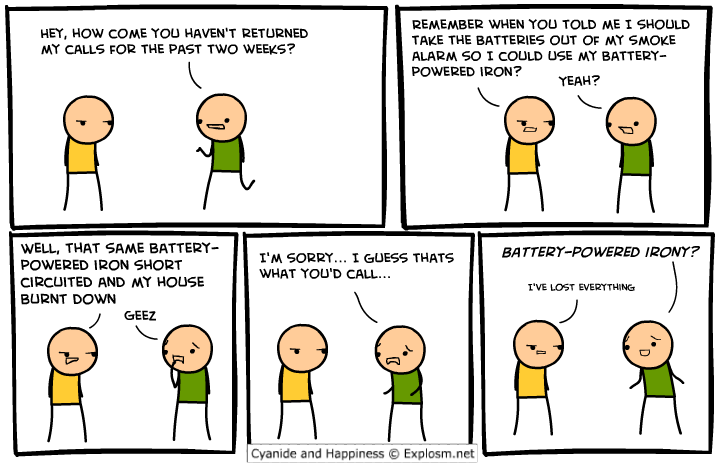 HEY, HOW COME YOU HAVEN'T RETURNED
MY CALLS FOR THE PAST TWO WEEKS?
REMEMBER WHEN YOU TOLD ME I SHOULD
TAKE THE BATTERIES OUT OF MY SMOKE
ALARM SO I COULD USE MY BATTERY-
POWERED IRON?
YEAH?
WELL, THAT SAME BATTERY-
POWERED IRON SHORT
CIRCUITED AND MY HOUSE
BURNT DOWN
GEEZ
I'M SORRY... I GUESS THATS
WHAT YOU'D CALL...
BATTERY-POWERED IRONY?
I'VE LOST EVERYTHING
Cyanide and Happiness © Explosm.net